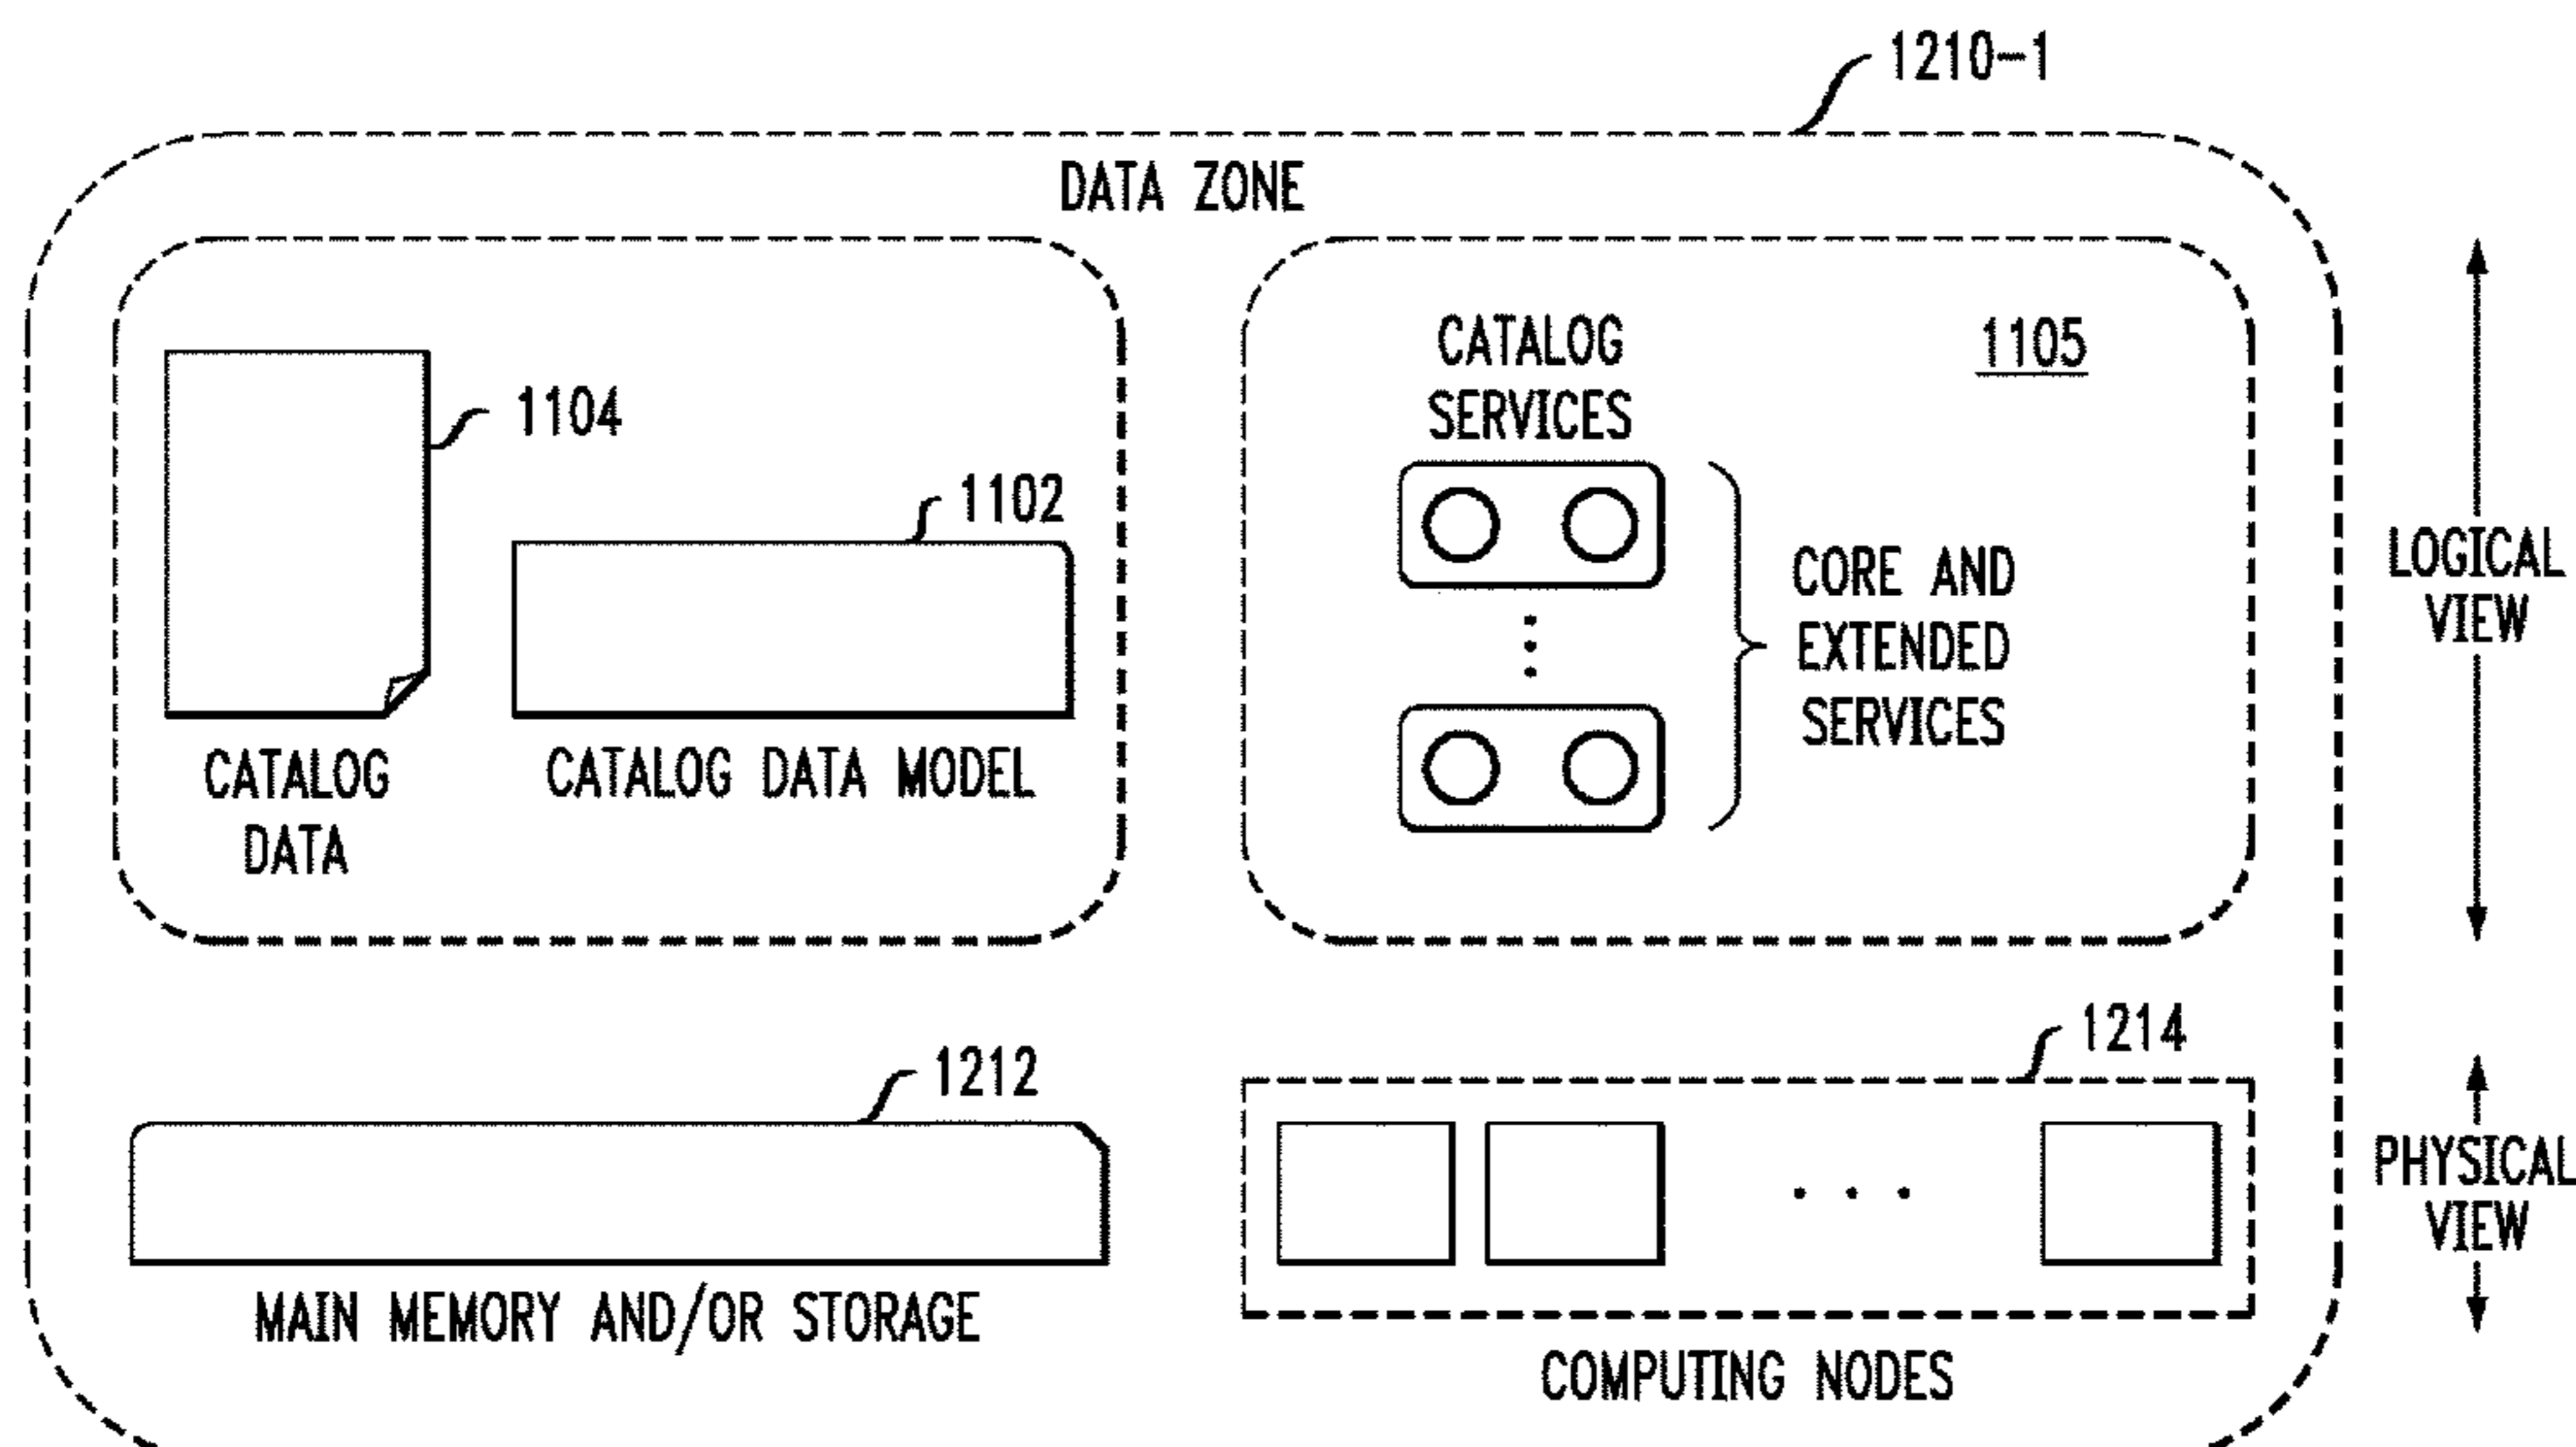 1210-1
DATA ZONE
1104
1102
CATALOG
DATA
CATALOG DATA MODEL
CATALOG
SERVICES
1105
CORE AND
EXTENDED
SERVICES
LOGICAL
VIEW
1212
MAIN MEMORY AND/OR STORAGE
1214
COMPUTING NODES
PHYSICAL
VIEW